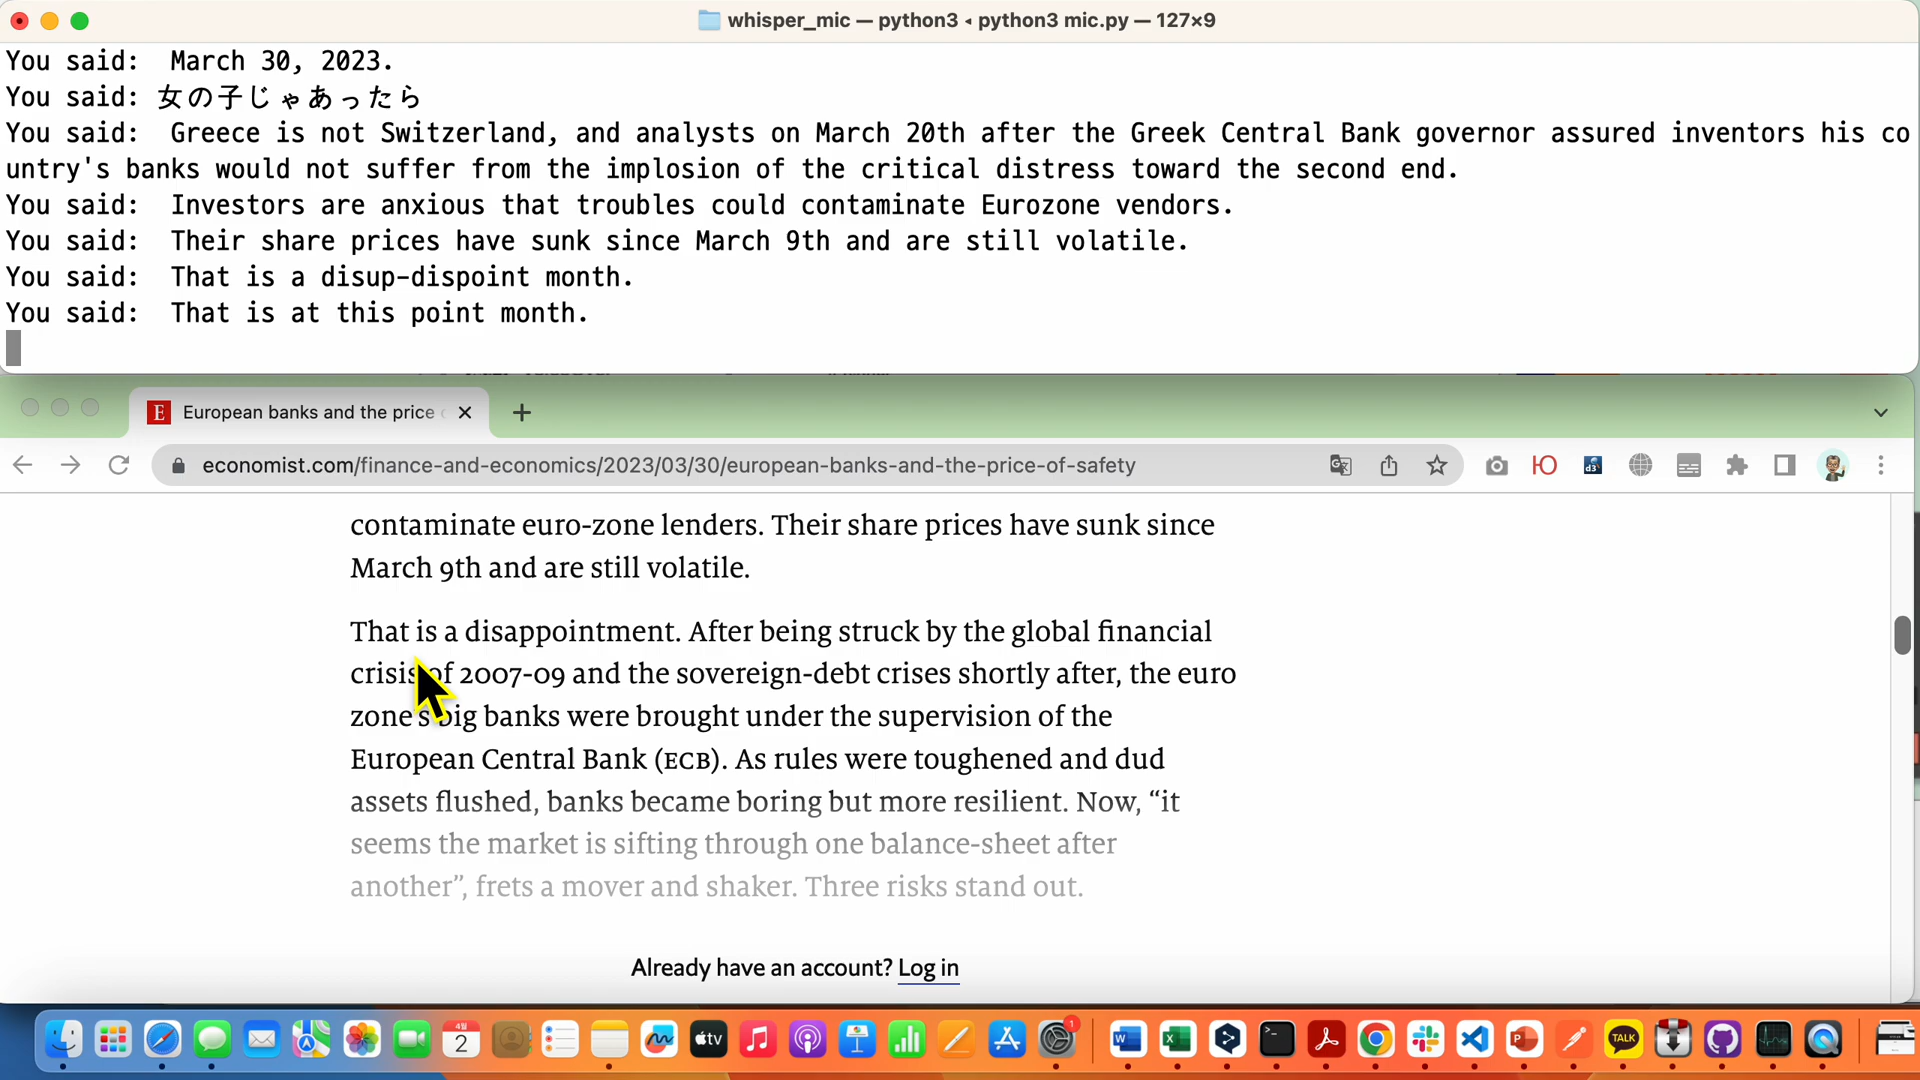 whisper_mic — python3 ◂ python3 mic.py — 127×9
You said:  March 30, 2023.
You said: 女の子じゃあったら
You said:  Greece is not Switzerland, and analysts on March 20th after the Greek Central Bank governor assured inventors his co
untry's banks would not suffer from the implosion of the critical distress toward the second end.
You said:  Investors are anxious that troubles could contaminate Eurozone vendors.
You said:  Their share prices have sunk since March 9th and are still volatile.
You said:  That is a disup-dispoint month.
You said:  That is at this point month.
E European banks and the price
economist.com/finance-and-economics/2023/03/30/european-banks-and-the-price-of-safety
contaminate euro-zone lenders. Their share prices have sunk since
March 9th and are still volatile.
That is a disappointment. After being struck by the global financial
crisis of 2007-09 and the sovereign-debt crises shortly after, the euro
zone's big banks were brought under the supervision of the
European Central Bank (ECB). As rules were toughened and dud
assets flushed, banks became boring but more resilient. Now, “it
seems the market is sifting through one balance-sheet after
another”, frets a mover and shaker. Three risks stand out.
Already have an account? Log in
4월
2
tv
1
TALK